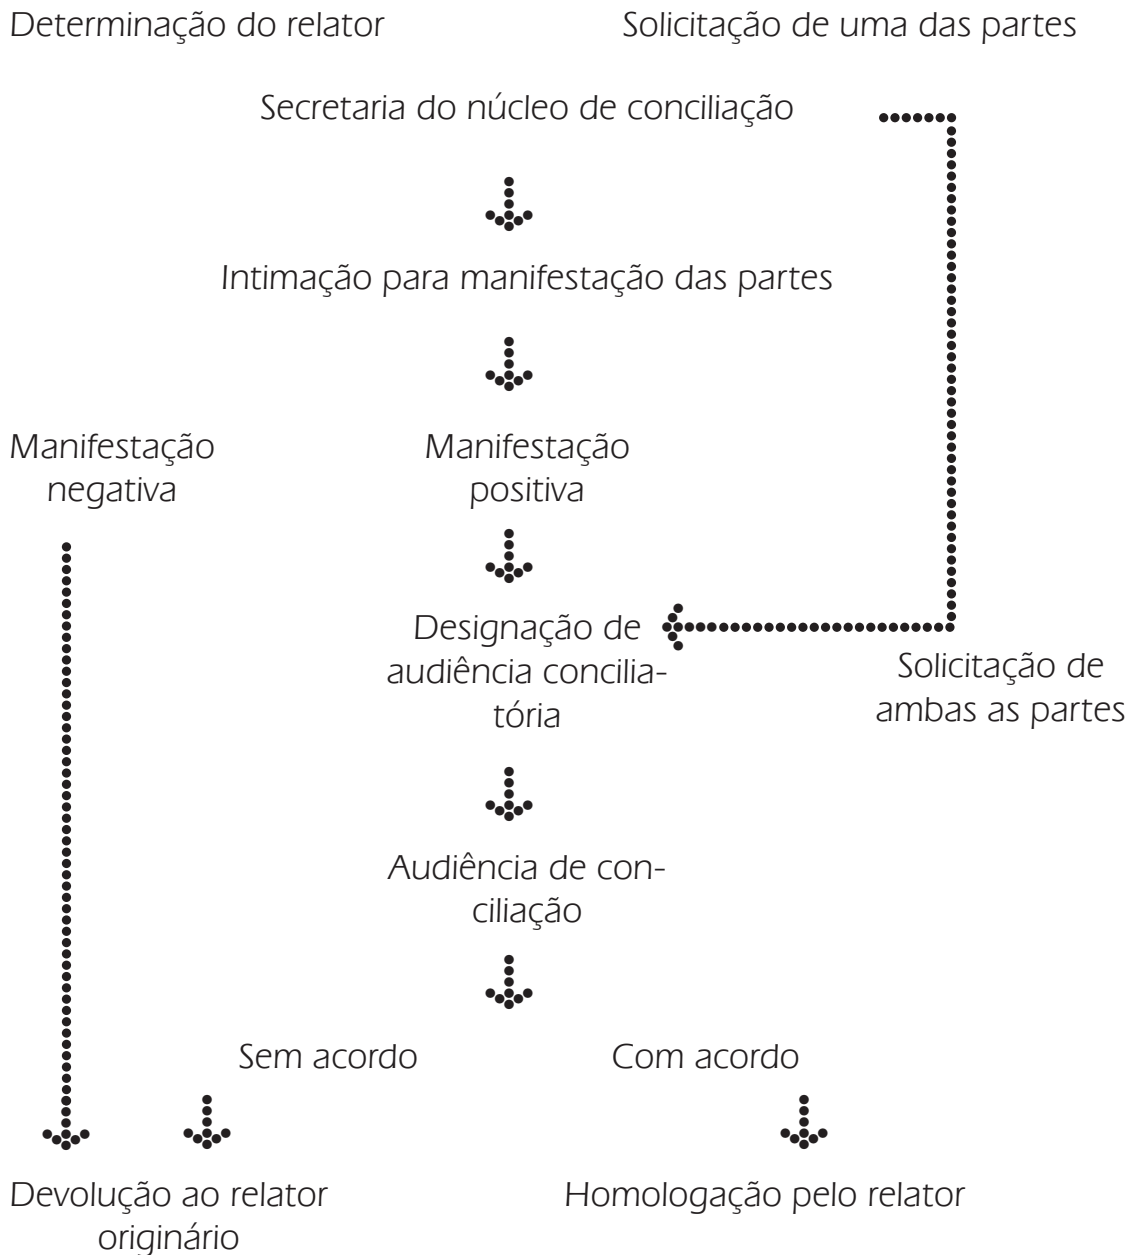 Determinação do relator
Solicitação de uma das partes
Secretaria do núcleo de conciliação
Intimação para manifestação das partes
Manifestação
negativa
Manifestação
positiva
Designação de
audiência concilia-
tória
Solicitação de
ambas as partes
Audiência de con-
ciliação
Sem acordo
Com acordo
Devolução ao relator
originário
Homologação pelo relator